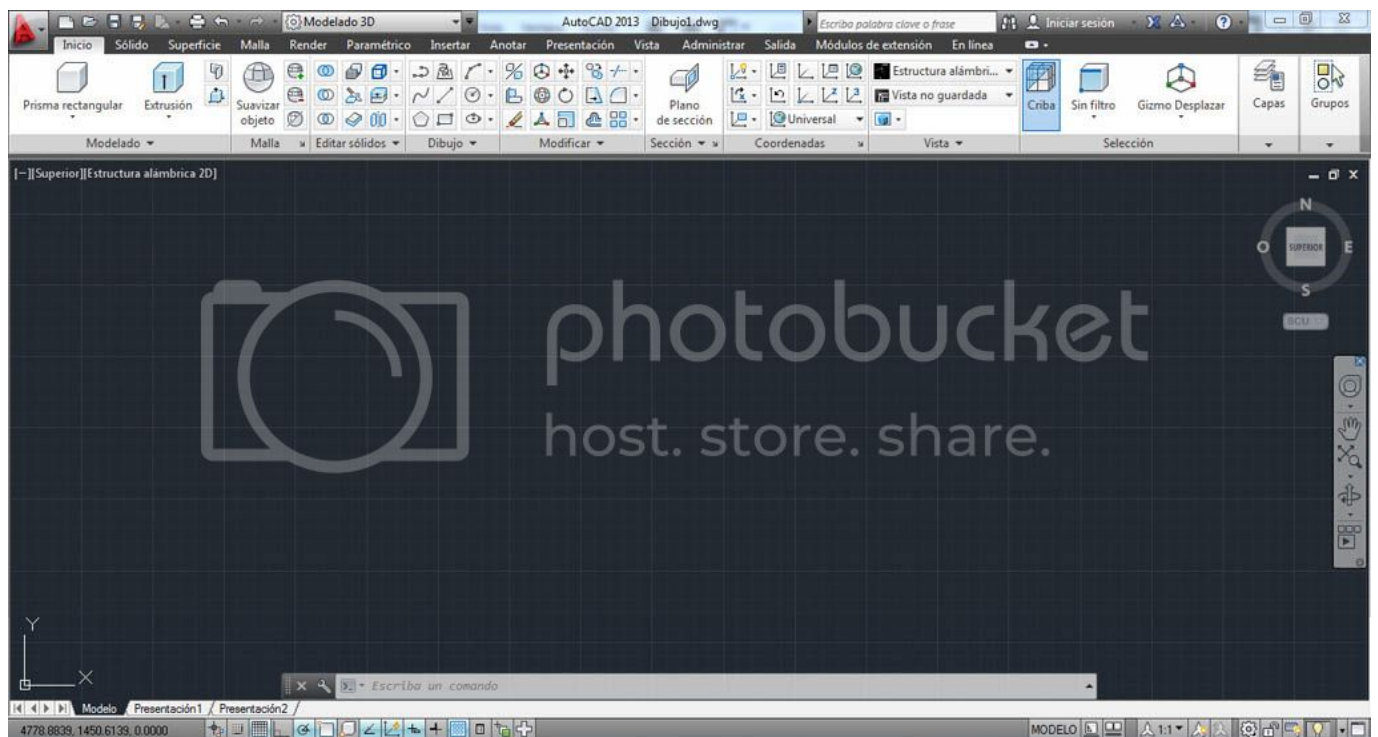 Modelado 3D
AutoCAD 2013 Dibujo1.dwg
Escriba palabra clave o frase
Iniciar sesión
Inicio Sólido Superficie Malla Render Paramétrico Insertar Anotar Presentación Vista Administrar Salida Módulos de extensión En línea
Prisma rectangular
Extrusión
Suavizar
objeto
Plano
de sección
Universal
Estructura alámbri...
Vista no guardada
Criba
Sin filtro
Gizmo Desplazar
Capas
Grupos
Modelado Malla Editar sólidos Dibujo Modificar Sección Coordenadas Vista Selección
[−][Superior][Estructura alámbrica 2D]
N
O SUPERIOR E
S
SCU
photobucket
host. store. share.
Y
X
Escriba un comando
Modelo Presentación1 Presentación2
4778.8839, 1450.6139, 0.0000
MODELO
1:1